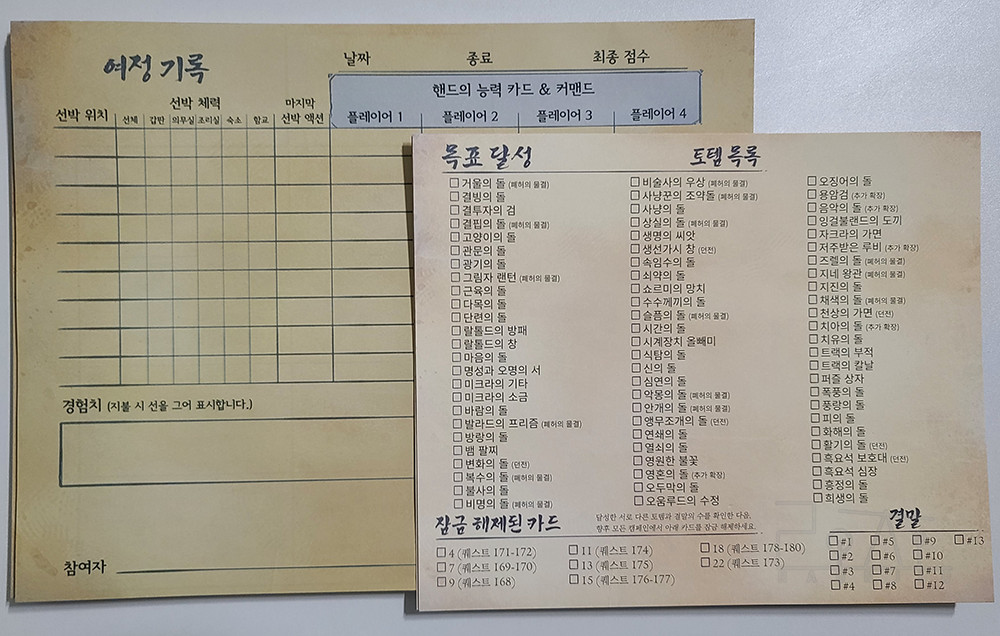 여정 기록
날짜 종료 최종 점수
핸드의 능력 카드 & 커맨드
선박 위치 선박 체력 마지막 선박 액션
선체 갑판 의무실 조리실 숙소 함교
플레이어 1 플레이어 2 플레이어 3 플레이어 4
경험치 (지불 시 선을 그어 표시합니다.)
참여자
목표 달성
토템 목록
거울의 돌 (폐허의 물결)
결빙의 돌
결투자의 검
결핍의 돌 (폐허의 물결)
고양이의 돌
관문의 돌
광기의 돌
그림자 랜턴 (폐허의 물결)
근육의 돌
다목의 돌
단련의 돌
랄톨드의 방패
랄톨드의 창
마음의 돌
명성과 오명의 서
미크라의 기타
미크라의 소금
바람의 돌
발라드의 프리즘 (폐허의 물결)
방랑의 돌
뱀 팔찌
변화의 돌 (던전)
복수의 돌 (폐허의 물결)
불사의 돌
비명의 돌 (폐허의 물결)
비술사의 우상 (폐허의 물결)
사냥꾼의 조약돌 (폐허의 물결)
사냥의 돌
상실의 돌 (폐허의 물결)
생명의 씨앗
생선가시 창 (던전)
속임수의 돌
쇠약의 돌
쇼르미의 망치
수수께끼의 돌
슬픔의 돌 (폐허의 물결)
시간의 돌
시계장치 올빼미
식탐의 돌
신의 돌
심연의 돌
악몽의 돌 (폐허의 물결)
안개의 돌 (폐허의 물결)
앵무조개의 돌 (던전)
연쇄의 돌
열쇠의 돌
영원한 불꽃
영혼의 돌 (추가 확장)
오두막의 돌
오움루드의 수정
오징어의 돌
용암검 (추가 확장)
음악의 돌 (추가 확장)
잉걸불랜드의 도끼
자크라의 가면
저주받은 루비 (추가 확장)
즈렐의 돌 (폐허의 물결)
지네 왕관 (폐허의 물결)
지진의 돌
채색의 돌 (폐허의 물결)
천상의 가면 (던전)
치아의 돌 (추가 확장)
치유의 돌
트랙의 부적
트랙의 칼날
퍼즐 상자
폭풍의 돌
풍랑의 돌
피의 돌
화해의 돌
활기의 돌 (던전)
흑요석 보호대 (던전)
흑요석 심장
흥정의 돌
희생의 돌
잠금 해제된 카드
달성한 서로 다른 토템과 결말의 수를 확인한 다음,
향후 모든 캠페인에서 아래 카드를 잠금 해제하세요.
4 (퀘스트 171-172)
7 (퀘스트 169-170)
9 (퀘스트 168)
11 (퀘스트 174)
13 (퀘스트 175)
15 (퀘스트 176-177)
18 (퀘스트 178-180)
22 (퀘스트 173)
결말
#1 #5 #9 #13
#2 #6 #10
#3 #7 #11
#4 #8 #12